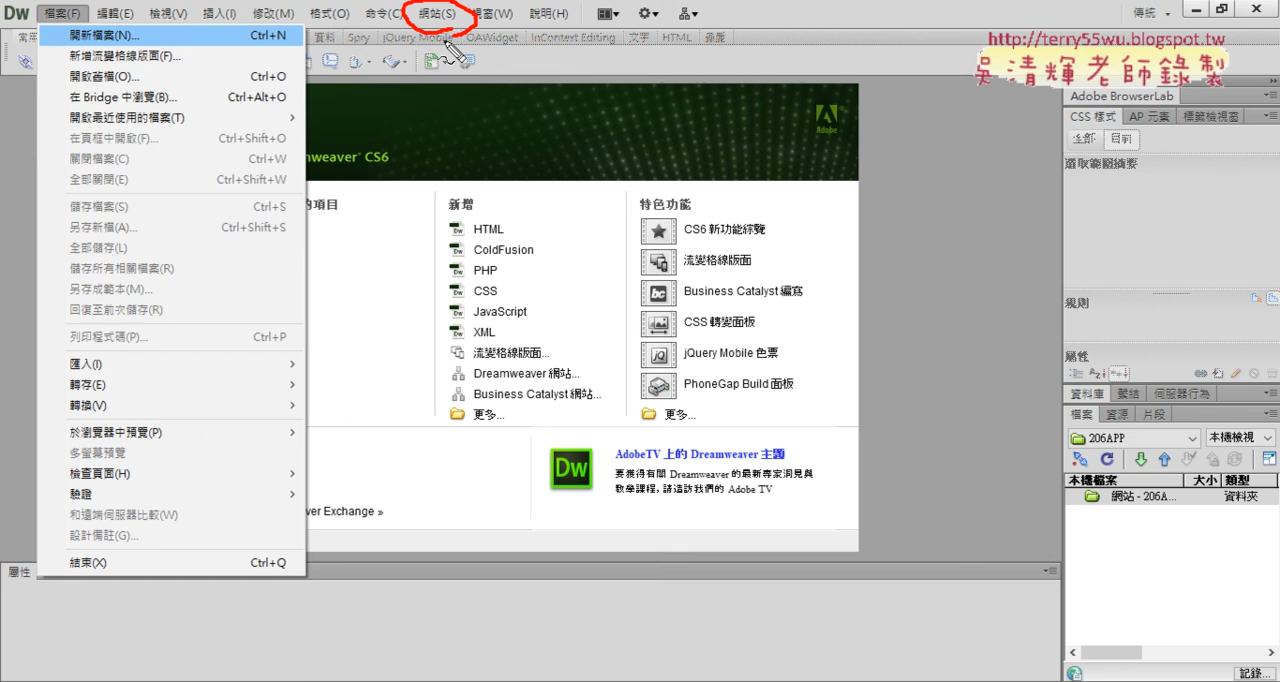 Dw 檔案(F) 編輯(E) 檢視(V) 插入(I) 修改(M) 格式(O) 命令(C) 網站(S) 視窗(W) 說明(H) 傳統
http://terry55wu.blogspot.tw
吳清輝老師錄製
資料 Spry jQuery Mobile OAWidget InContext Editing 文字 HTML
開新檔案(N)... Ctrl+N
新增流變格線版面(F)...
開啟舊檔(O)... Ctrl+O
在 Bridge 中瀏覽(B)... Ctrl+Alt+O
開啟最近使用的檔案(T)
在頁框中開啟(F)... Ctrl+Shift+O
關閉檔案(C) Ctrl+W
全部關閉(E) Ctrl+Shift+W
儲存檔案(S) Ctrl+S
另存新檔(A)... Ctrl+Shift+S
全部儲存(L)
儲存所有相關檔案(R)
另存成範本(M)...
回復至前次儲存(R)
列印程式碼(P)... Ctrl+P
匯入(I)
轉存(E)
轉換(V)
於瀏覽器中預覽(P)
多螢幕預覽
檢查頁面(H)
驗證
和遠端伺服器比較(W)
設計備註(G)...
結束(X) Ctrl+Q
Adobe
nweaver® CS6
的項目
新增
HTML
ColdFusion
PHP
CSS
JavaScript
XML
流變格線版面...
Dreamweaver 網站...
Business Catalyst 網站...
更多...
特色功能
CS6 新功能綜覽
流變格線版面
Business Catalyst 編寫
CSS 轉變面板
jQuery Mobile 色票
PhoneGap Build 面板
更多...
ver Exchange »
Dw
AdobeTV 上的 Dreamweaver 主題
要獲得有關 Dreamweaver 的最新專家洞見與
教學課程，請造訪我們的 Adobe TV
Adobe BrowserLab
CSS 樣式 AP 元素 標籤檢視窗
全部 目前
選取範圍摘要
規則
屬性
資料庫 繫結 伺服器行為
檔案 資源 片段
206APP 本機檢視
本機檔案 大小 類型
網站 - 206A... 資料夾
記錄...
屬性